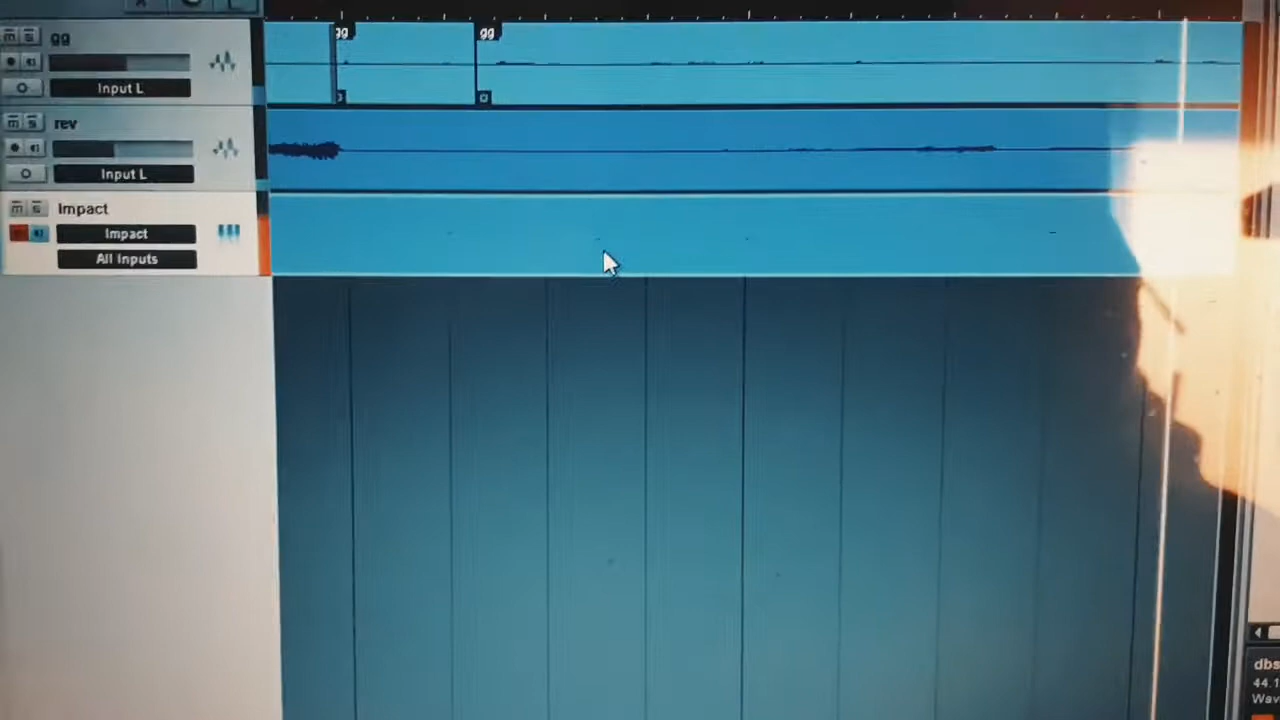 gg
gg
M S gg
Input L
M S rev
Input L
M S Impact
Impact
All Inputs
dbs
44.1
Wav